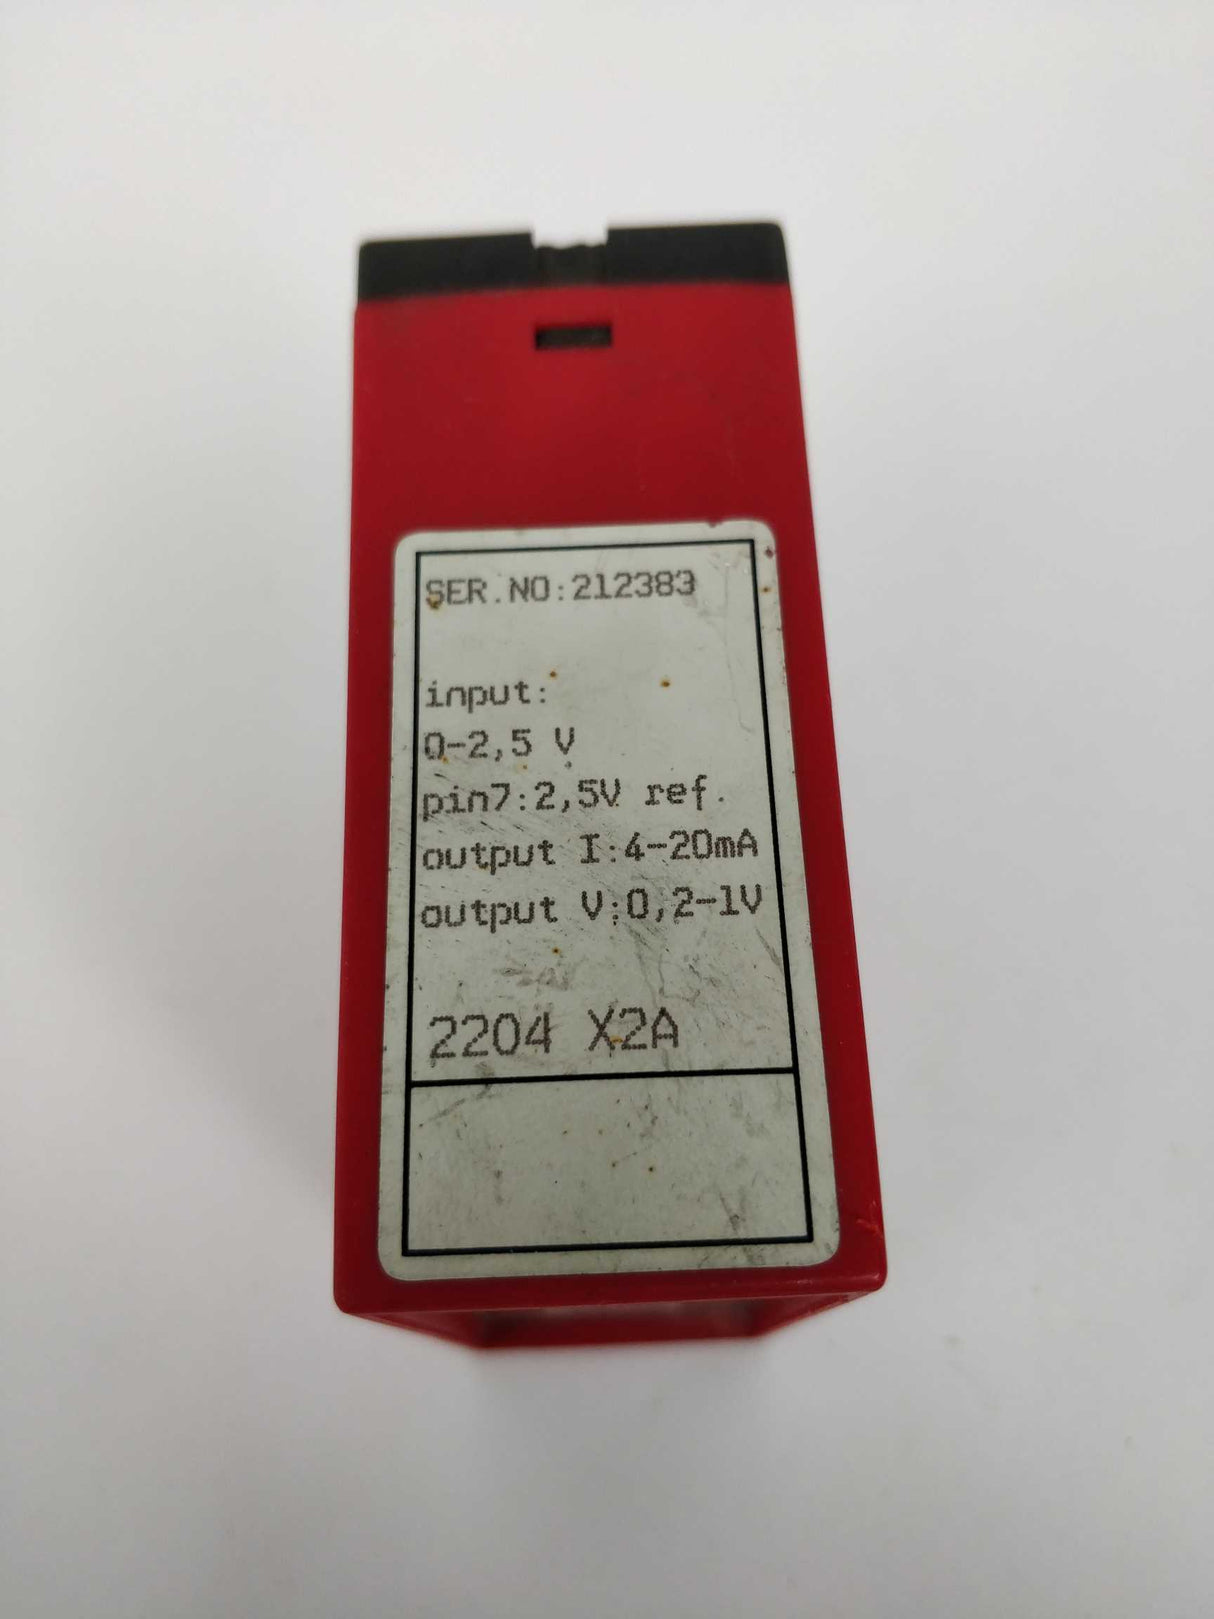 SER.NO:212383
input:
0-2,5 V
pin7:2,5V ref.
output I:4-20mA
output V:0,2-1V
2204 X2A